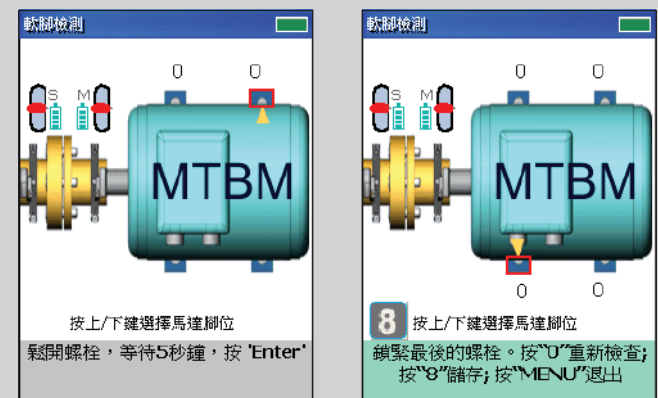 軟腳檢測
0 0
S M
MTBM
按上/下鍵選擇馬達腳位
鬆開螺栓，等待5秒鐘，按 'Enter'
軟腳檢測
0 0
S M
MTBM
0 0
8 按上/下鍵選擇馬達腳位
鎖緊最後的螺栓。按"0"重新檢查;
按"8"儲存; 按"MENU"退出